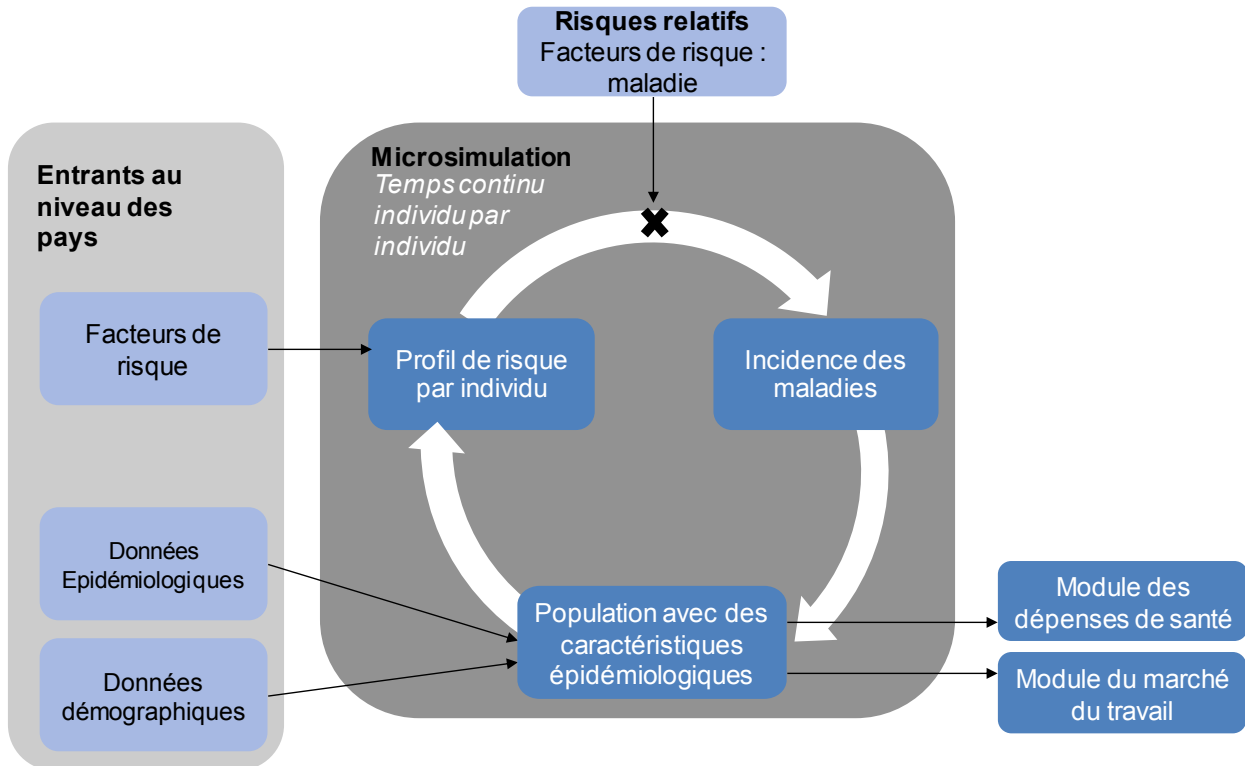 Risques relatifs
Facteurs de risque :
maladie
Entrants au
niveau des
pays
Microsimulation
Temps continu
individu par
individu
Facteurs de
risque
Profil de risque
par individu
Incidence des
maladies
Données
Epidémiologiques
Données
démographiques
Population avec des
caractéristiques
épidémiologiques
Module des
dépenses de santé
Module du marché
du travail